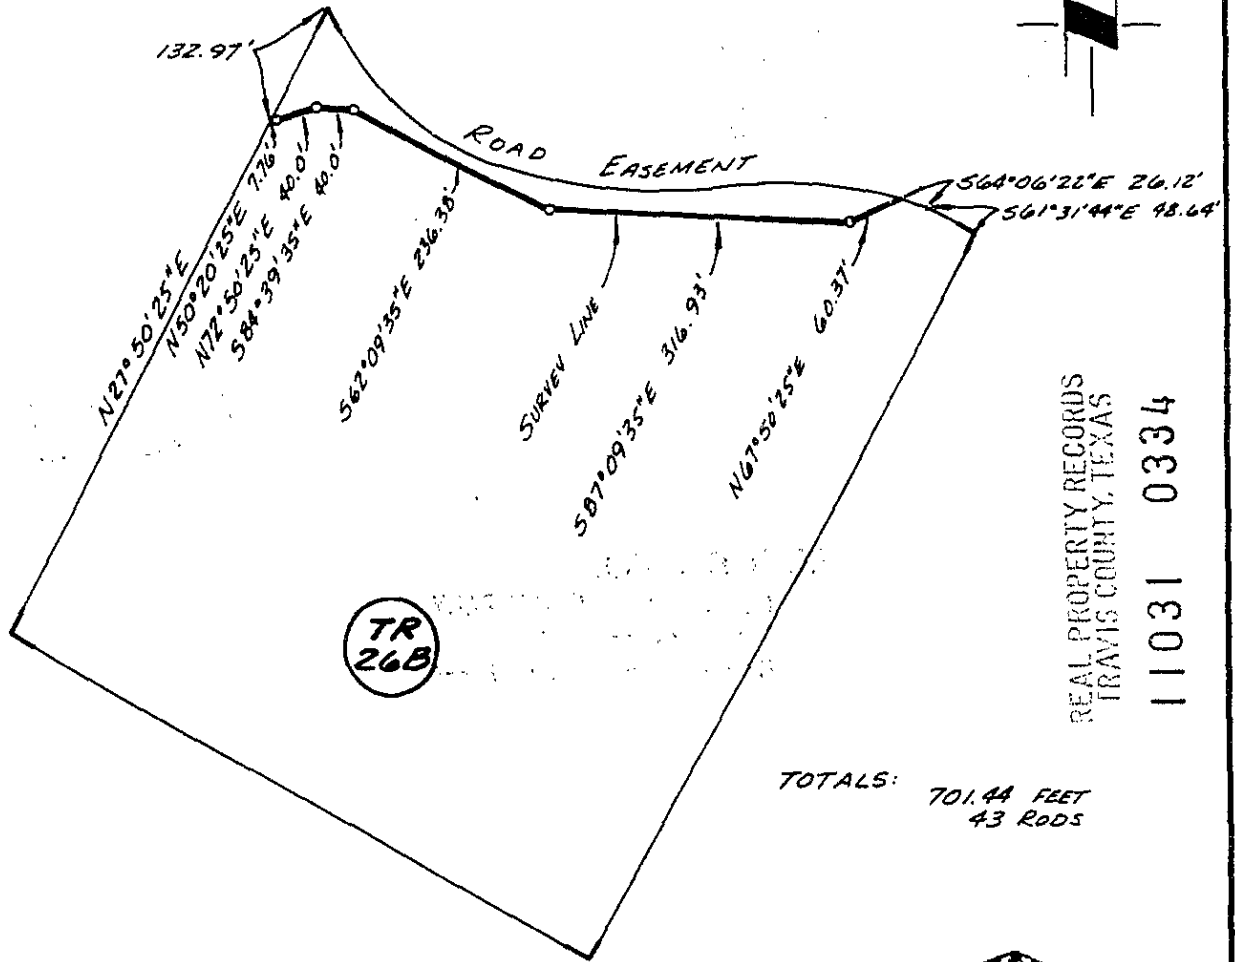 132.97'
ROAD EASEMENT
S64°06'22"E 26.12'
S61°31'44"E 48.64'
N27°50'25"E
N50°20'25"E 7.76'
N72°50'25"E 40.0'
S84°39'35"E 40.0'
S62°09'35"E 236.38'
SURVEY LINE
S87°09'35"E 316.93'
N67°50'25"E 60.37'
TR
26B
REAL PROPERTY RECORDS
TRAVIS COUNTY, TEXAS
11031 0334
TOTALS: 701.44 FEET
43 RODS